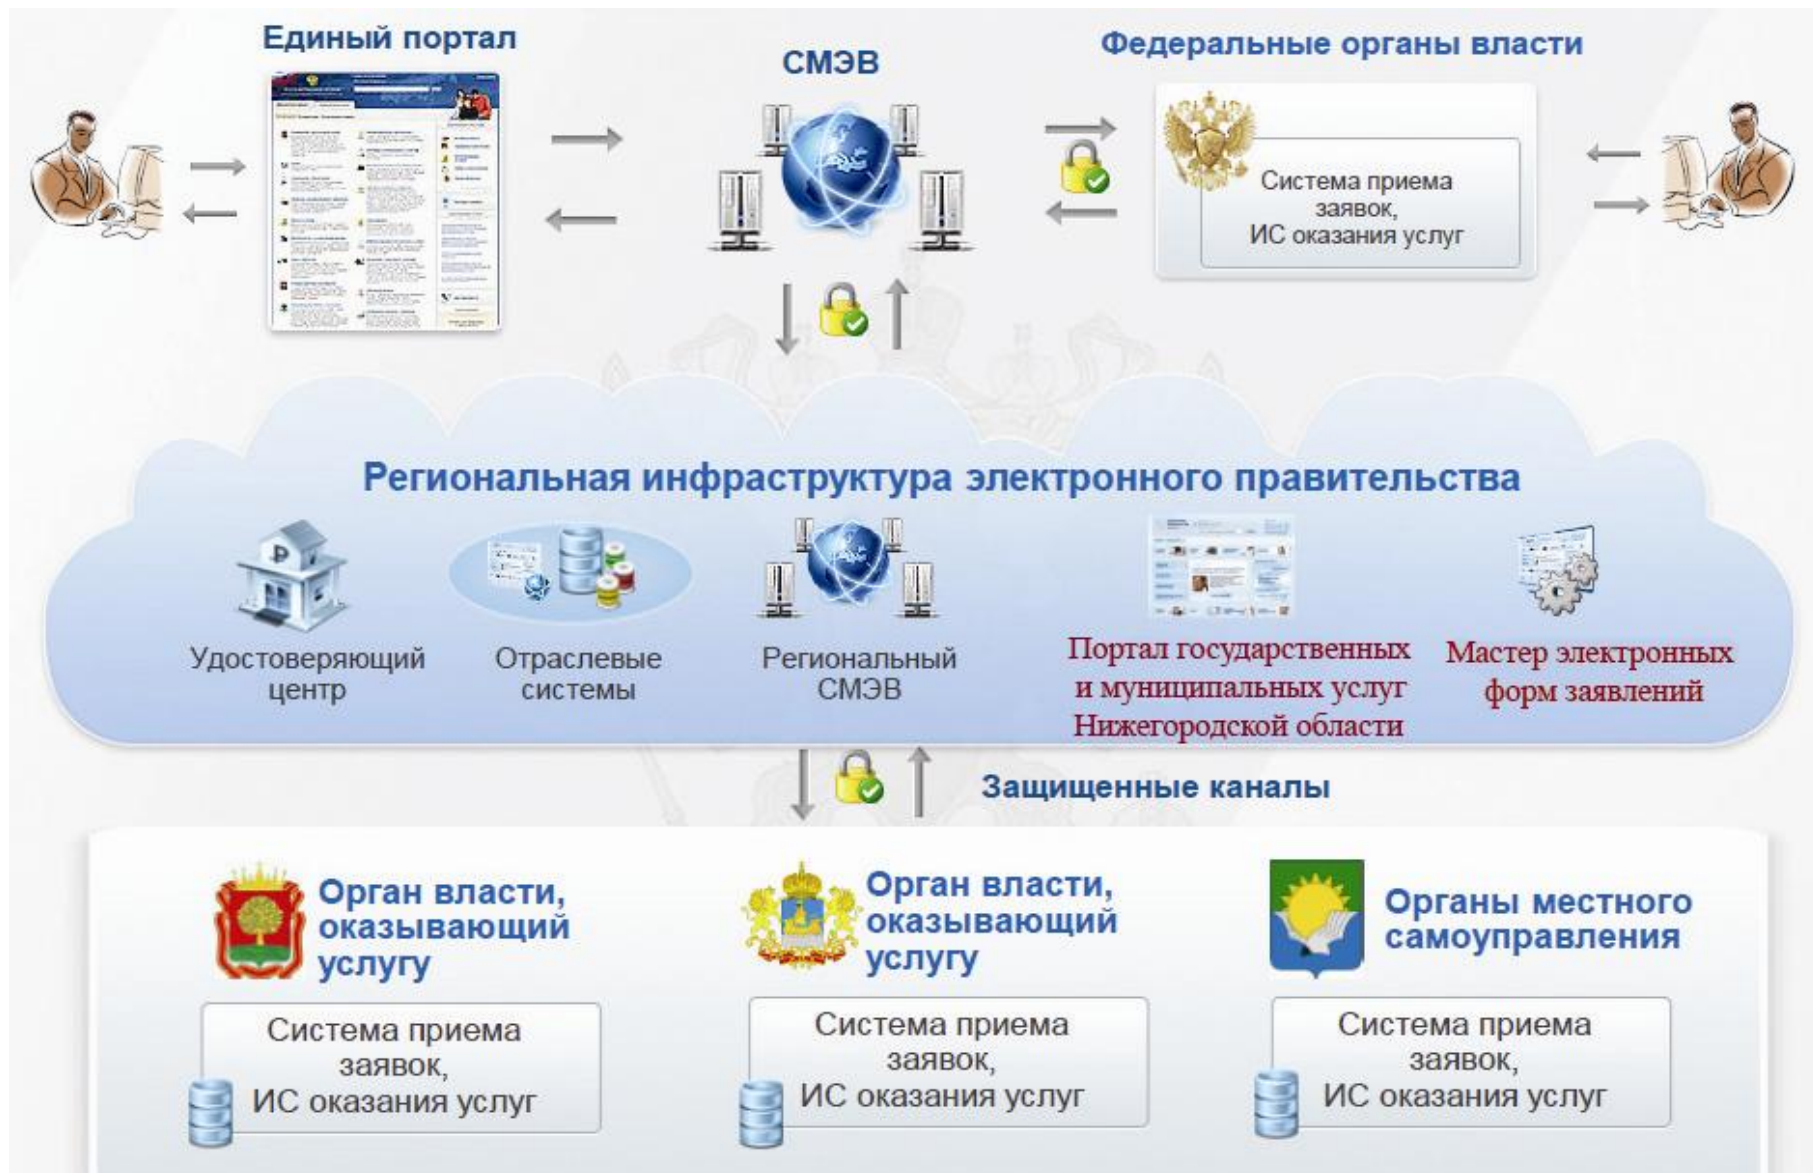 Единый портал
СМЭВ
Федеральные органы власти
Система приема
заявок,
ИС оказания услуг
Региональная инфраструктура электронного правительства
Удостоверяющий
центр
Отраслевые
системы
Региональный
СМЭВ
Портал государственных
и муниципальных услуг
Нижегородской области
Мастер электронных
форм заявлений
Защищенные каналы
Орган власти,
оказывающий
услугу
Система приема
заявок,
ИС оказания услуг
Орган власти,
оказывающий
услугу
Система приема
заявок,
ИС оказания услуг
Органы местного
самоуправления
Система приема
заявок,
ИС оказания услуг